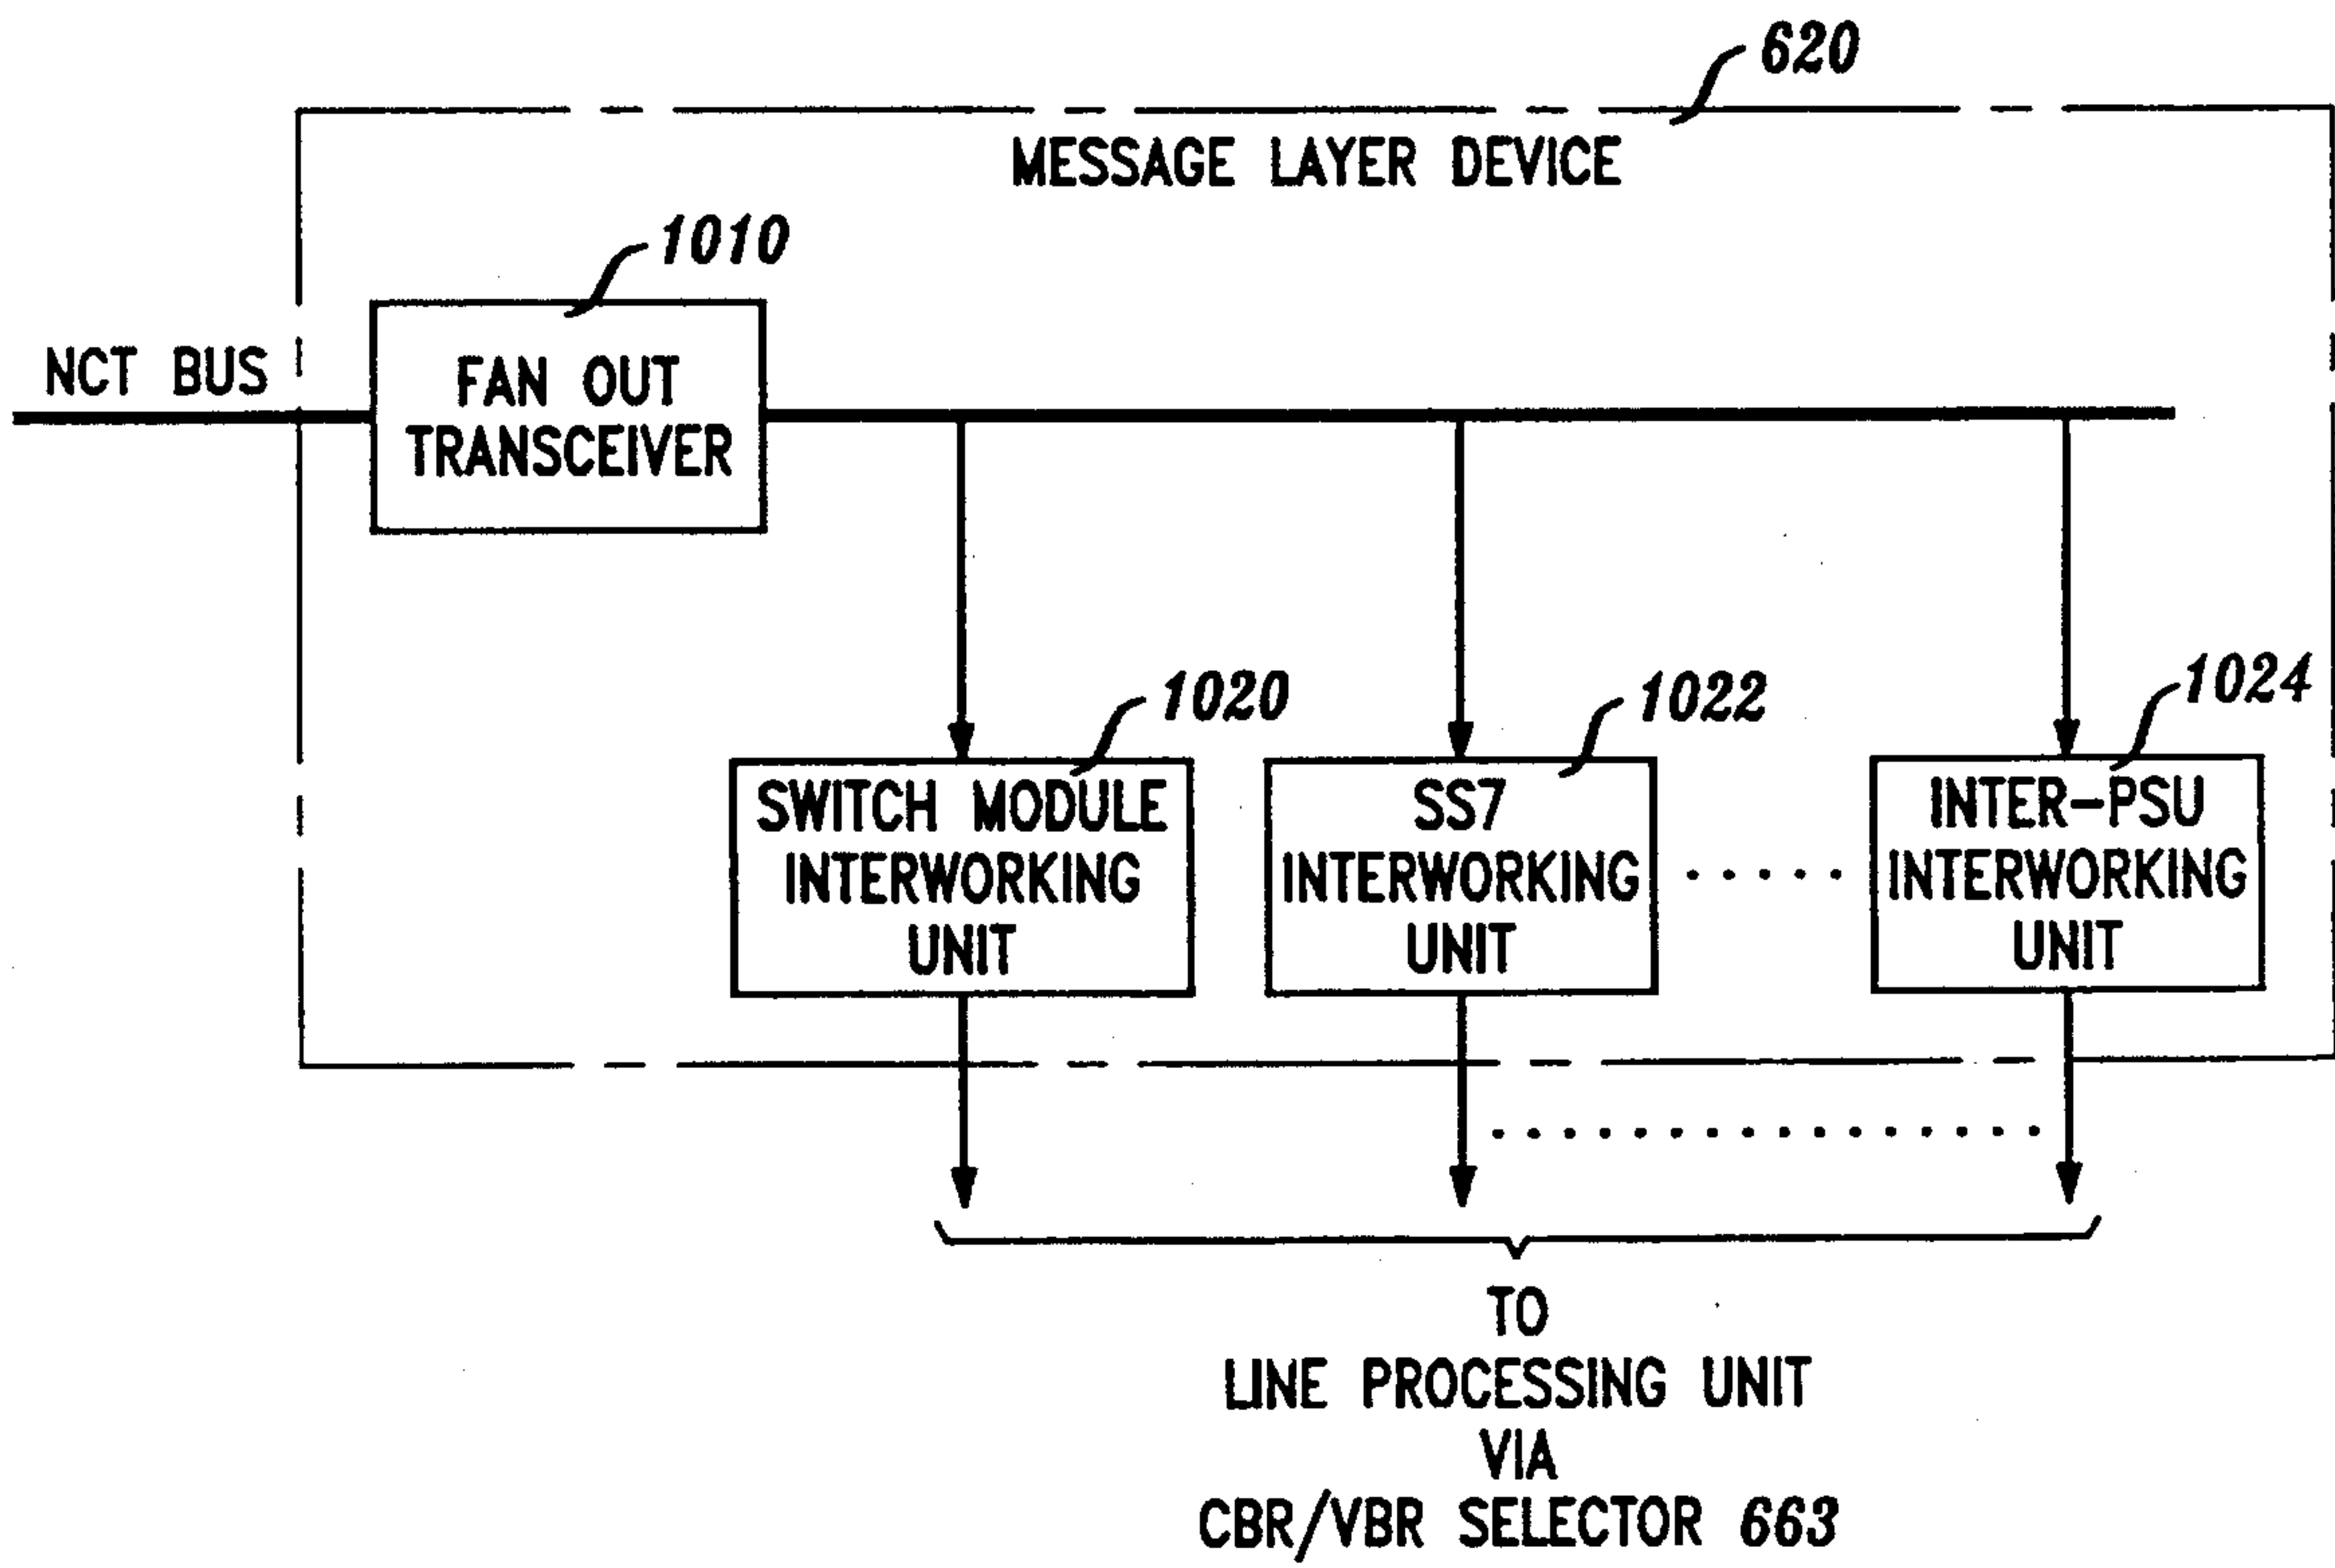 620
MESSAGE LAYER DEVICE
1010
NCT BUS
FAN OUT
TRANSCEIVER
1020
1022
1024
SWITCH MODULE
INTERWORKING
UNIT
SS7
INTERWORKING
UNIT
INTER-PSU
INTERWORKING
UNIT
TO
LINE PROCESSING UNIT
VIA
CBR/VBR SELECTOR 663